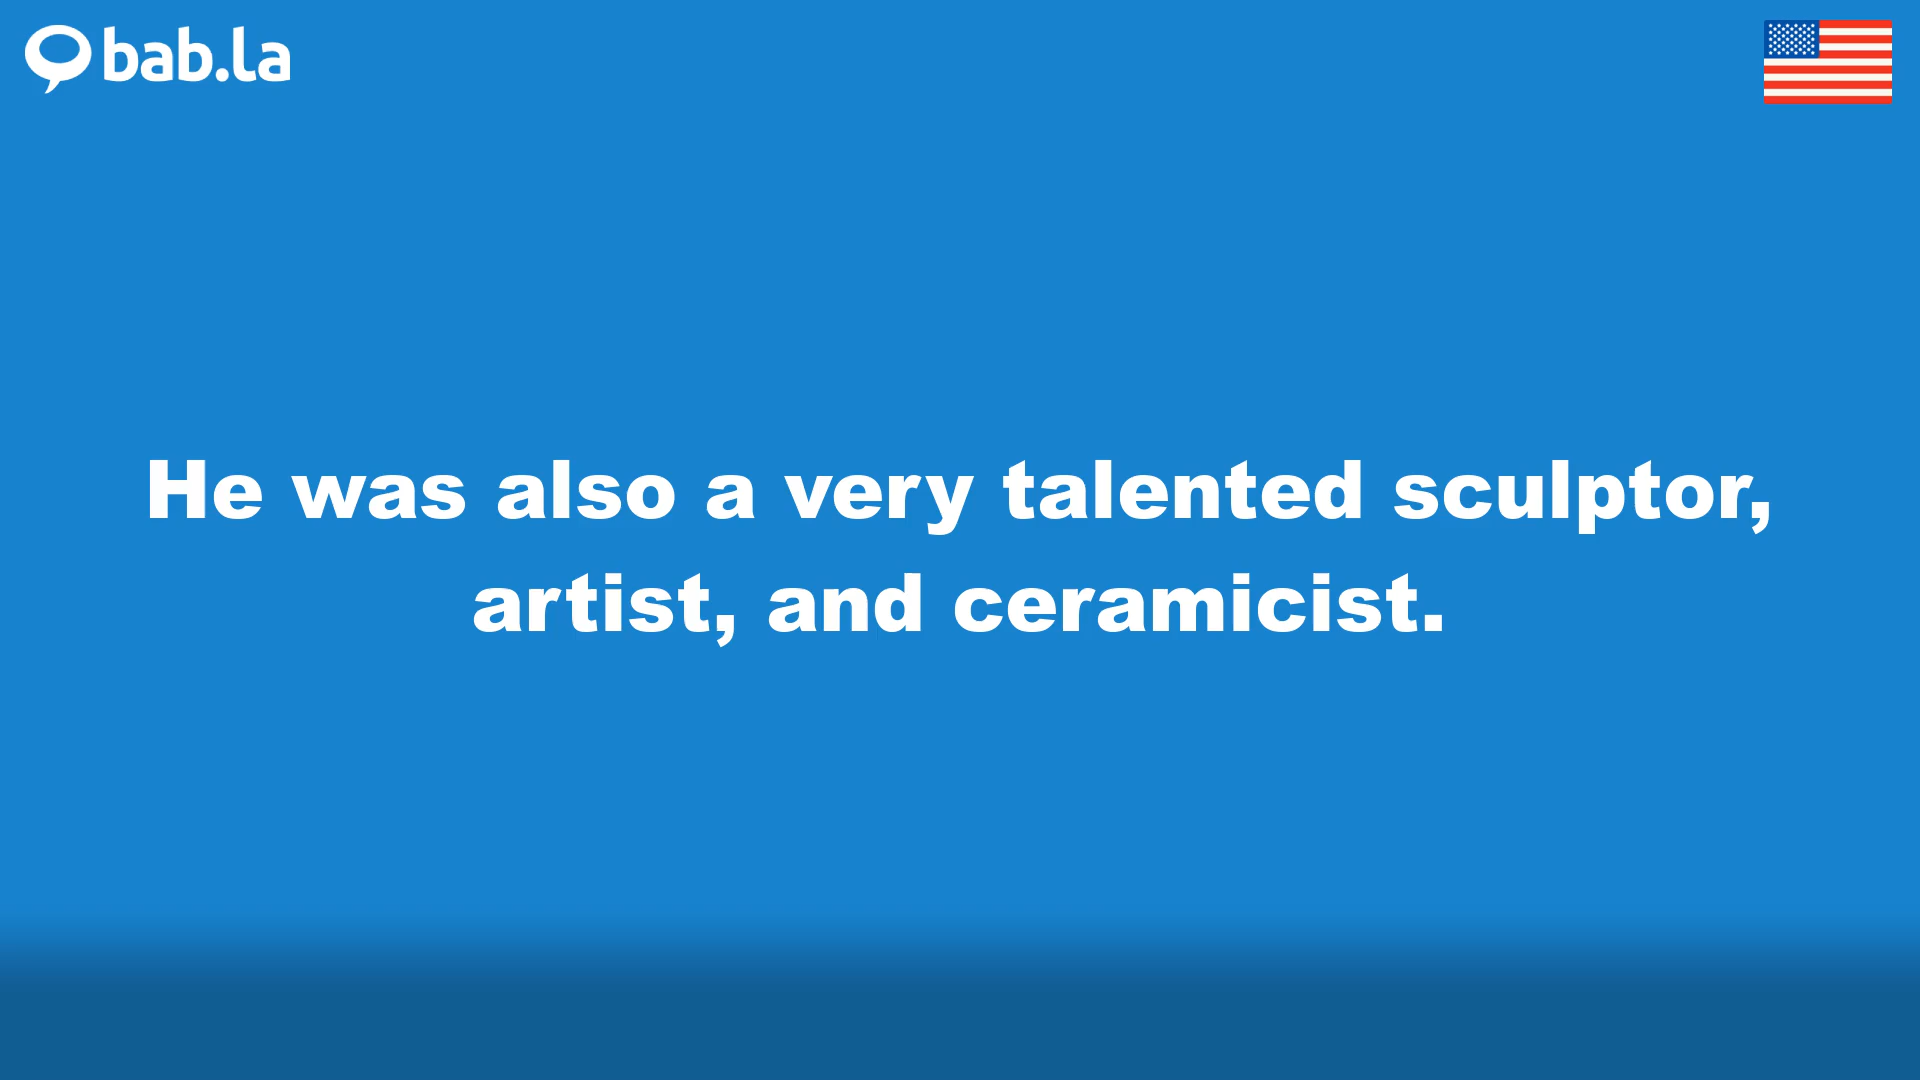 bab.la
He was also a very talented sculptor,
artist, and ceramicist.